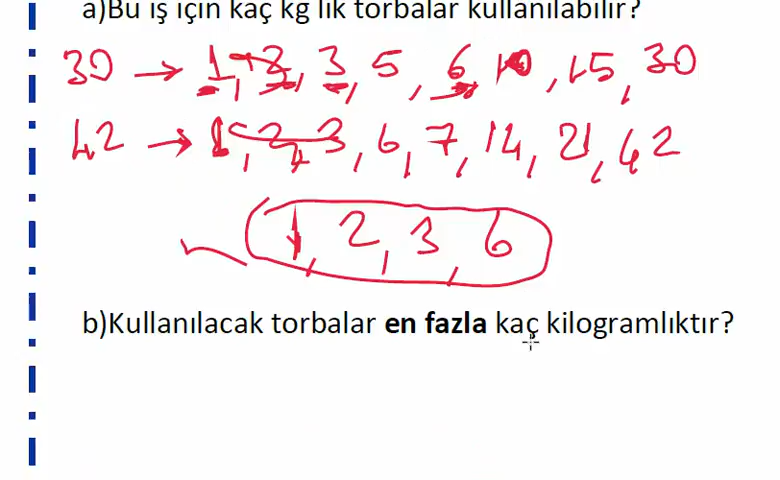 a)Bu iş için kaç kg lık torbalar kullanılabilir?
30 → 1, 2, 3, 5, 6, 10, 15, 30
42 → 1, 2, 3, 6, 7, 14, 21, 42
1, 2, 3, 6
b)Kullanılacak torbalar en fazla kaç kilogramlıktır?